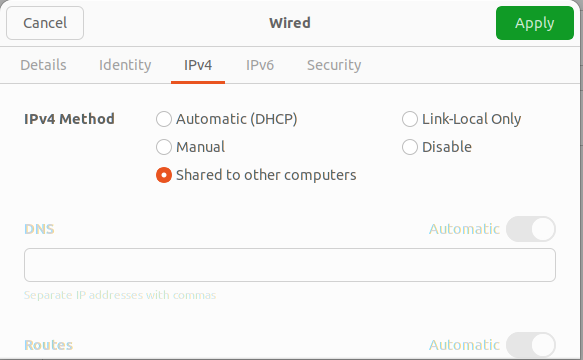 Cancel Wired Apply
Details Identity IPv4 IPv6 Security
IPv4 Method Automatic (DHCP) Link-Local Only
Manual Disable
Shared to other computers
DNS Automatic
Separate IP addresses with commas
Routes Automatic